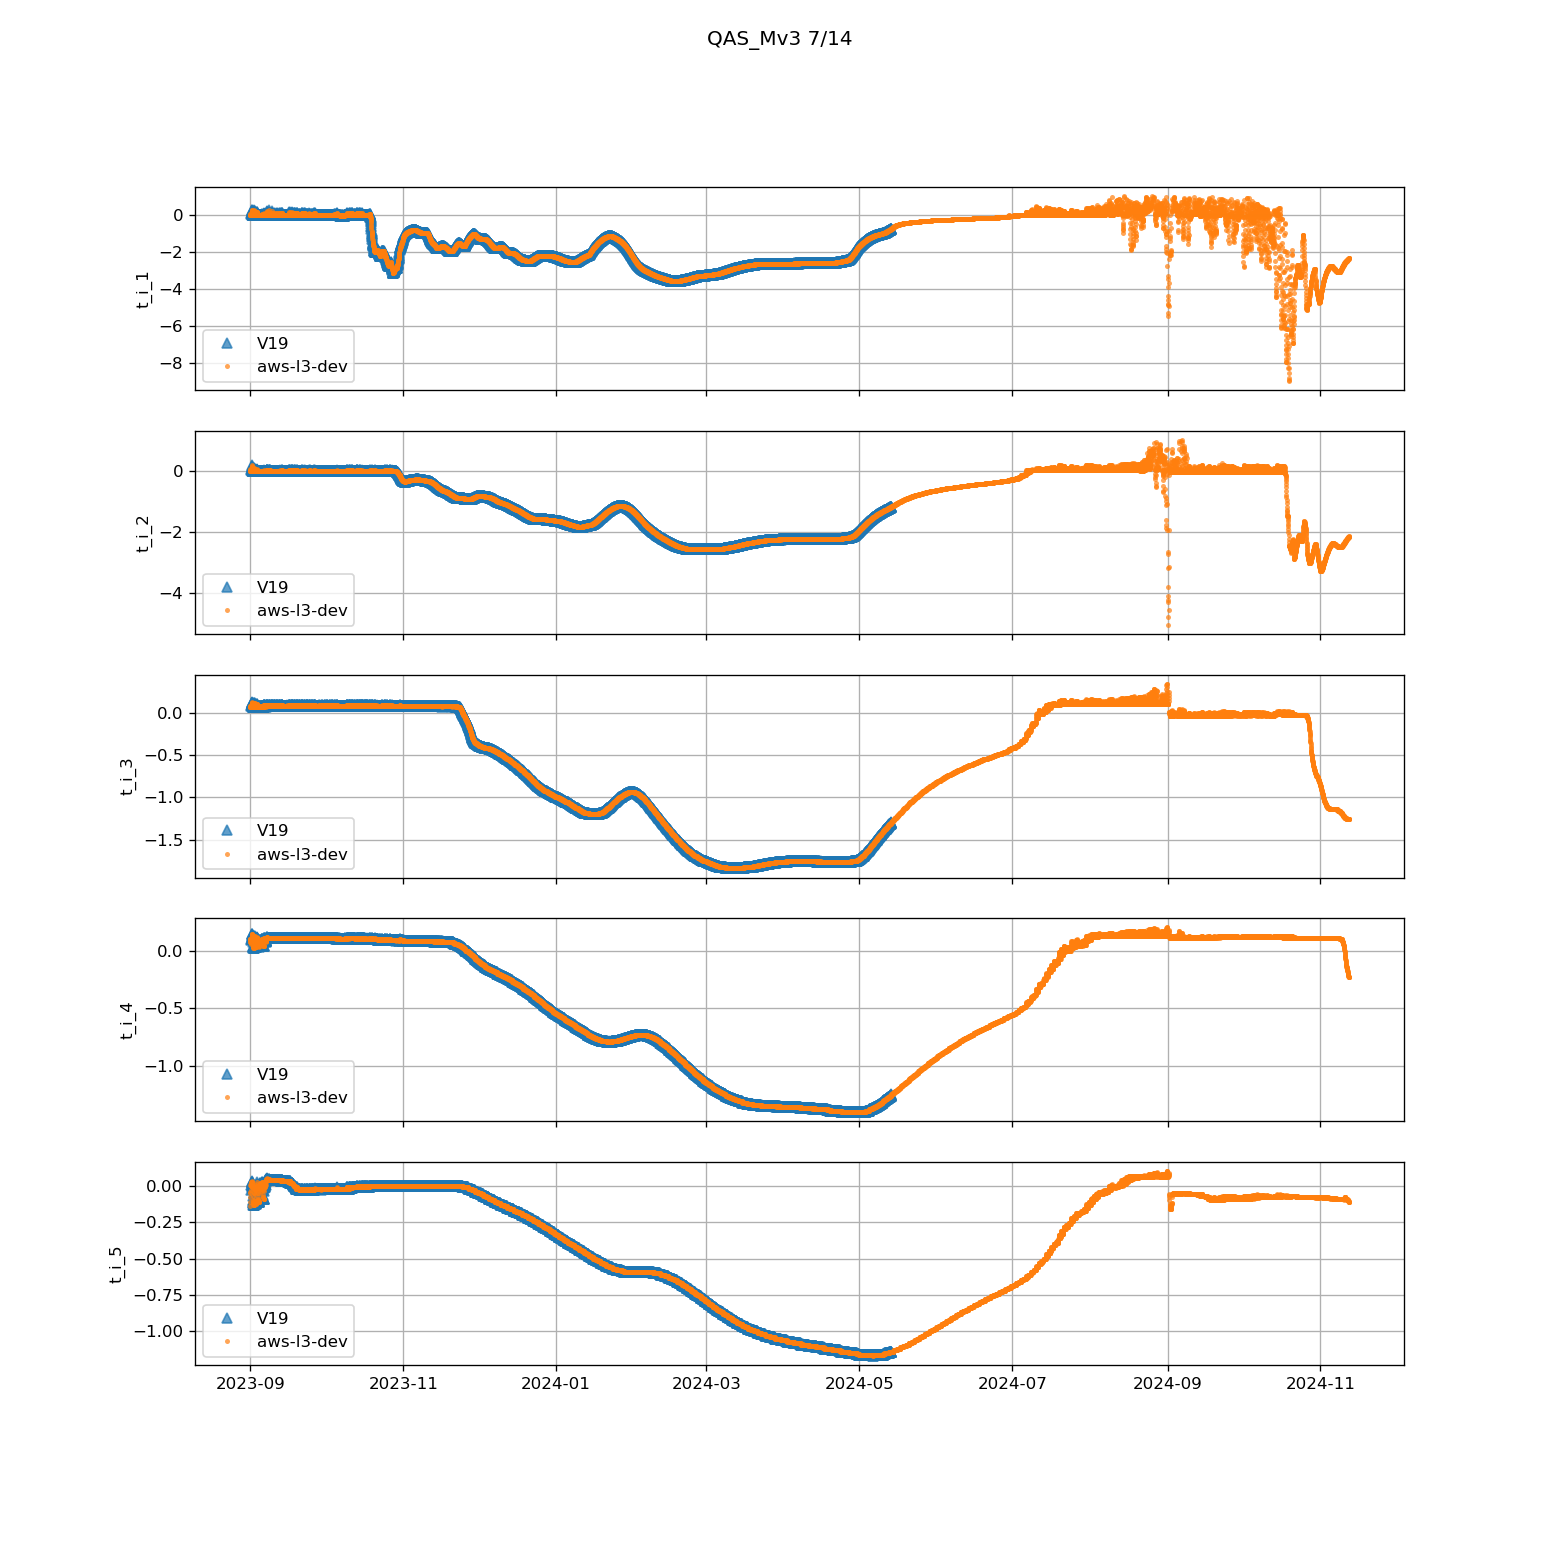 QAS_Mv3 7/14
0
−2
−4
−6
−8
t_i_1
V19
aws-l3-dev
0
−2
−4
t_i_2
V19
aws-l3-dev
0.0
−0.5
−1.0
−1.5
t_i_3
V19
aws-l3-dev
0.0
−0.5
−1.0
t_i_4
V19
aws-l3-dev
0.00
−0.25
−0.50
−0.75
−1.00
t_i_5
V19
aws-l3-dev
2023-09 2023-11 2024-01 2024-03 2024-05 2024-07 2024-09 2024-11